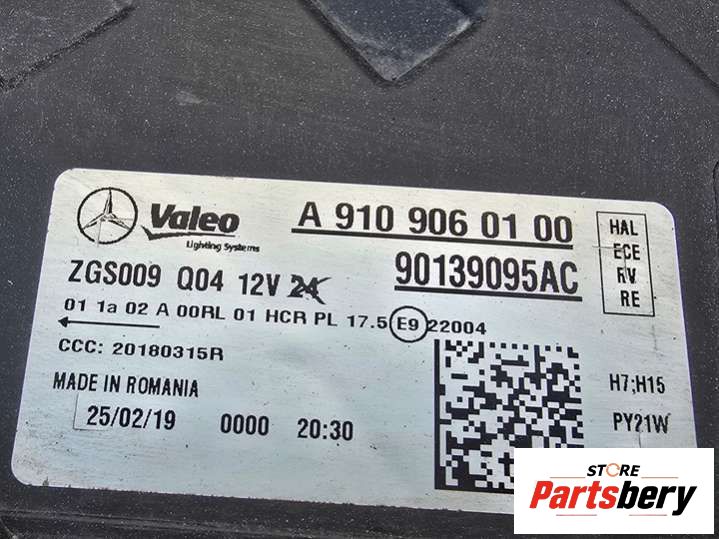 Valeo
Lighting Systems
A 910 906 01 00
90139095AC
HAL
ECE
RV
RE
ZGS009 Q04 12V 24
01 1a 02 A 00RL 01 HCR PL 17.5 E9 22004
CCC: 20180315R
MADE IN ROMANIA
25/02/19 0000 20:30
H7;H15
PY21W
STORE
Partsbery